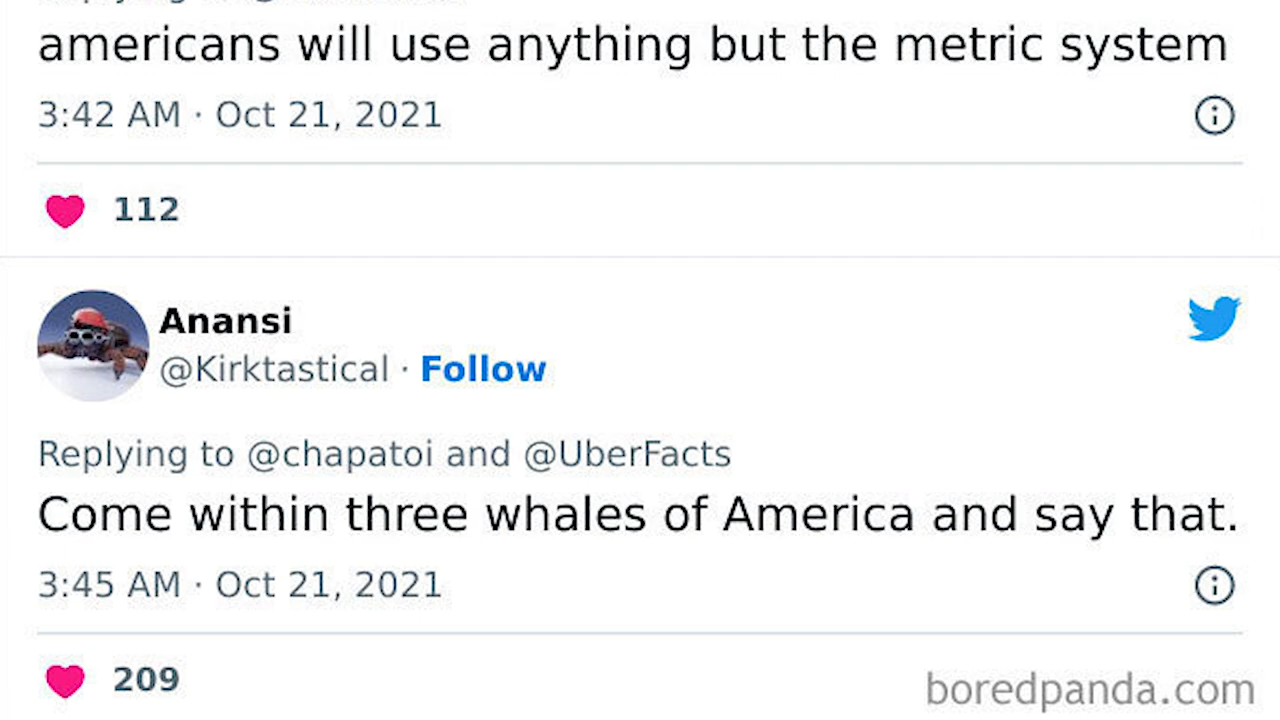 americans will use anything but the metric system
3:42 AM · Oct 21, 2021
112
Anansi
@Kirktastical · Follow
Replying to @chapatoi and @UberFacts
Come within three whales of America and say that.
3:45 AM · Oct 21, 2021
209
boredpanda.com